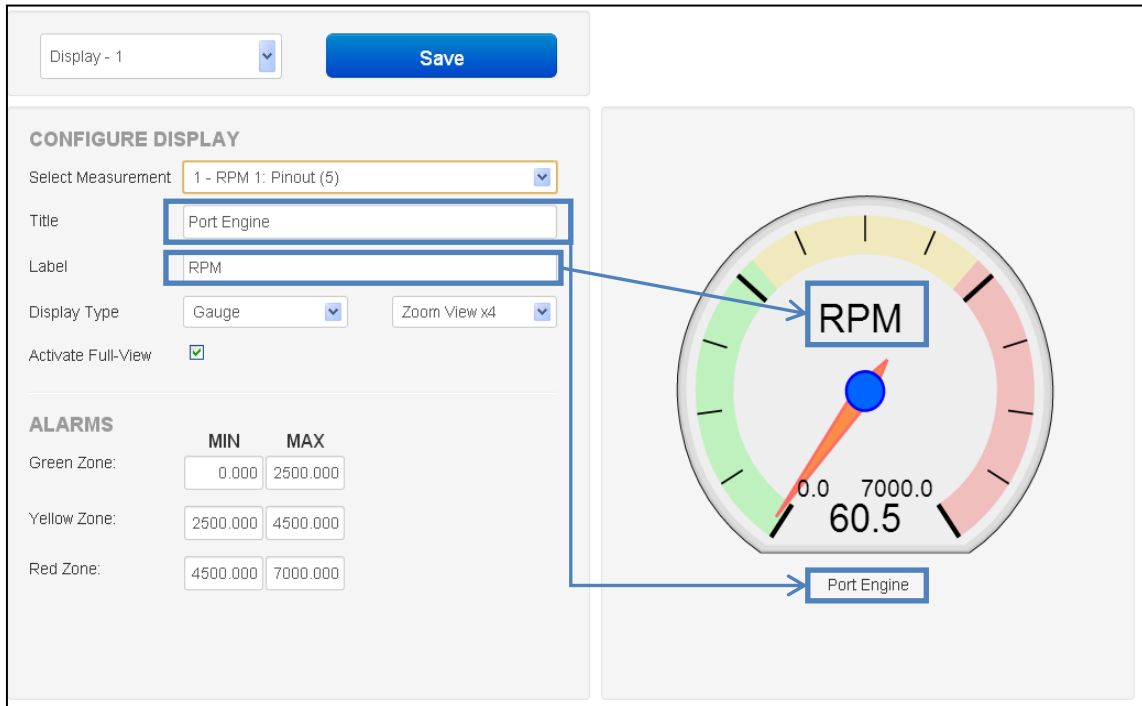 Display - 1
Save
CONFIGURE DISPLAY
Select Measurement 1 - RPM 1: Pinout (5)
Title Port Engine
Label RPM
Display Type Gauge Zoom View x4
Activate Full-View
ALARMS
MIN MAX
Green Zone: 0.000 2500.000
Yellow Zone: 2500.000 4500.000
Red Zone: 4500.000 7000.000
RPM
0.0 7000.0
60.5
Port Engine